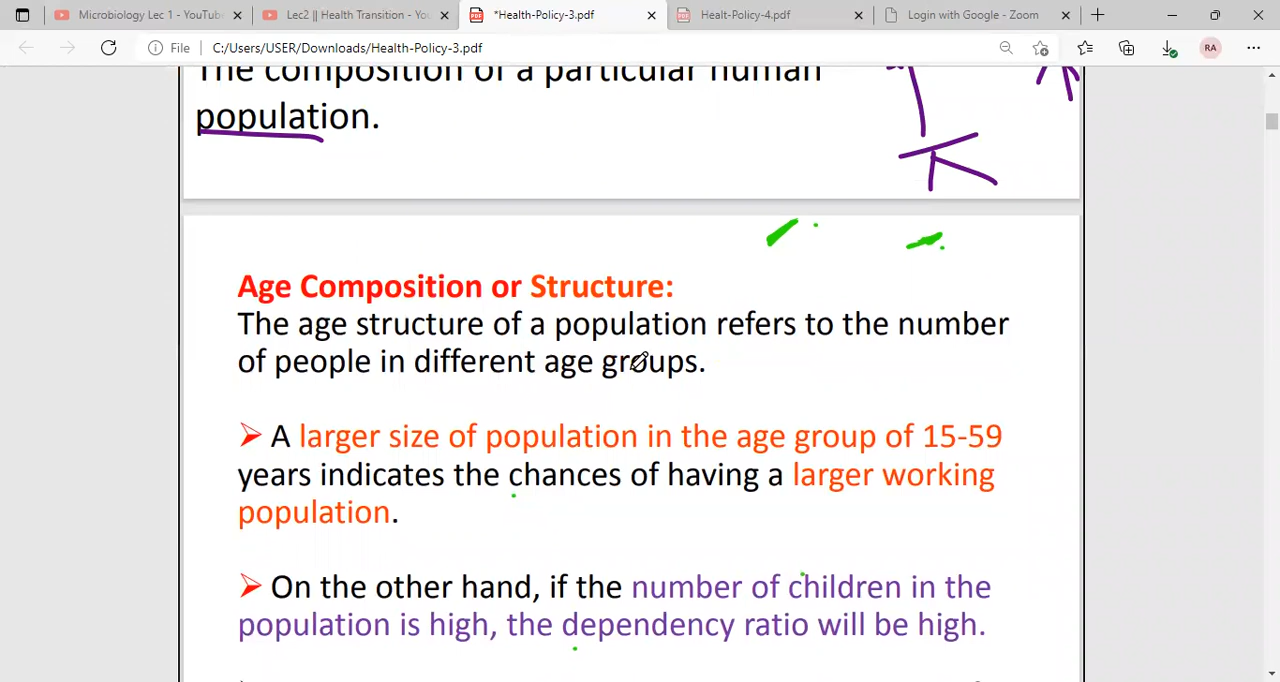 Microbiology Lec 1 - YouTube
Lec2 || Health Transition - You
*Health-Policy-3.pdf
Healt-Policy-4.pdf
Login with Google - Zoom
File
C:/Users/USER/Downloads/Health-Policy-3.pdf
RA
The composition of a particular human
population.
Age Composition or Structure:
The age structure of a population refers to the number
of people in different age groups.
A larger size of population in the age group of 15-59
years indicates the chances of having a larger working
population.
On the other hand, if the number of children in the
population is high, the dependency ratio will be high.